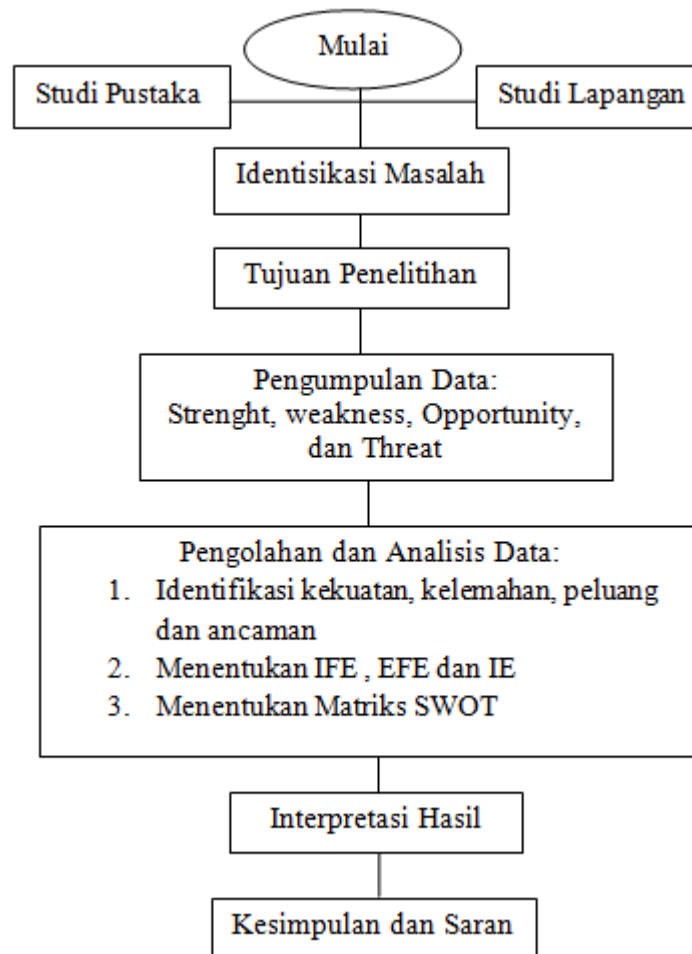 Mulai
Studi Pustaka
Studi Lapangan
Identisikasi Masalah
Tujuan Penelitihan
Pengumpulan Data:
Strenght, weakness, Opportunity,
dan Threat
Pengolahan dan Analisis Data:
1. Identifikasi kekuatan, kelemahan, peluang
dan ancaman
2. Menentukan IFE , EFE dan IE
3. Menentukan Matriks SWOT
Interpretasi Hasil
Kesimpulan dan Saran